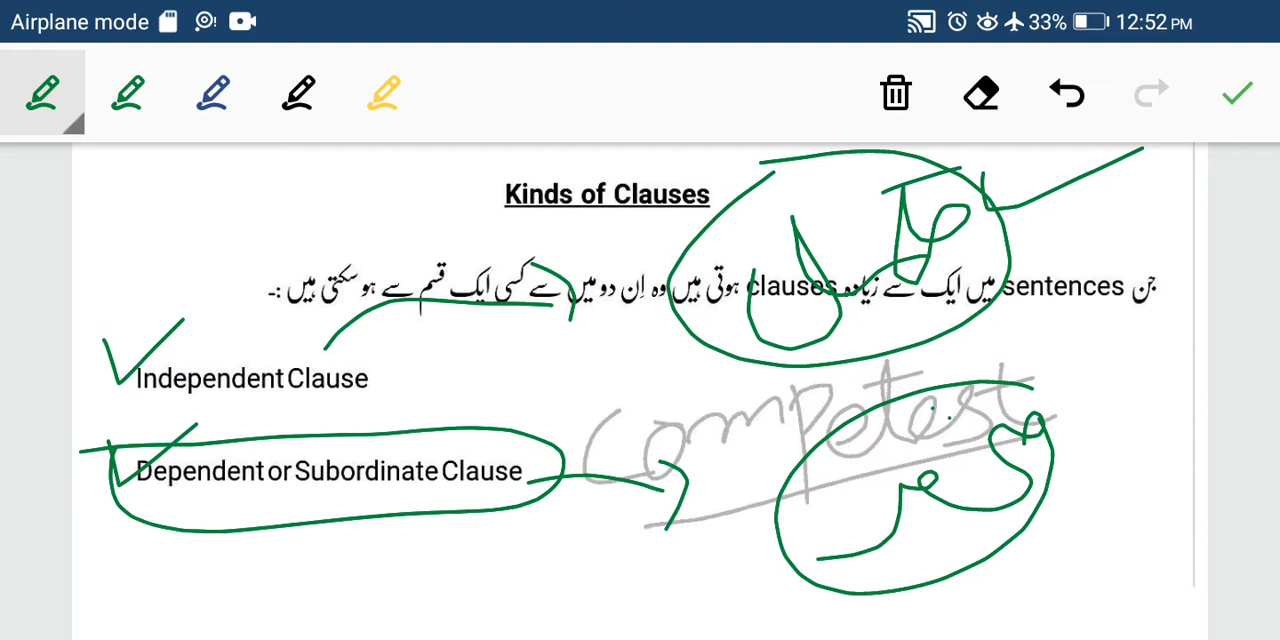 Airplane mode 33% 12:52 PM
Kinds of Clauses
جن sentences میں ایک سے زیادہ clauses ہوتی ہیں وہ اِن دو میں سے کسی ایک قسم سے ہو سکتی ہیں :۔
Independent Clause
Competest
Dependent or Subordinate Clause